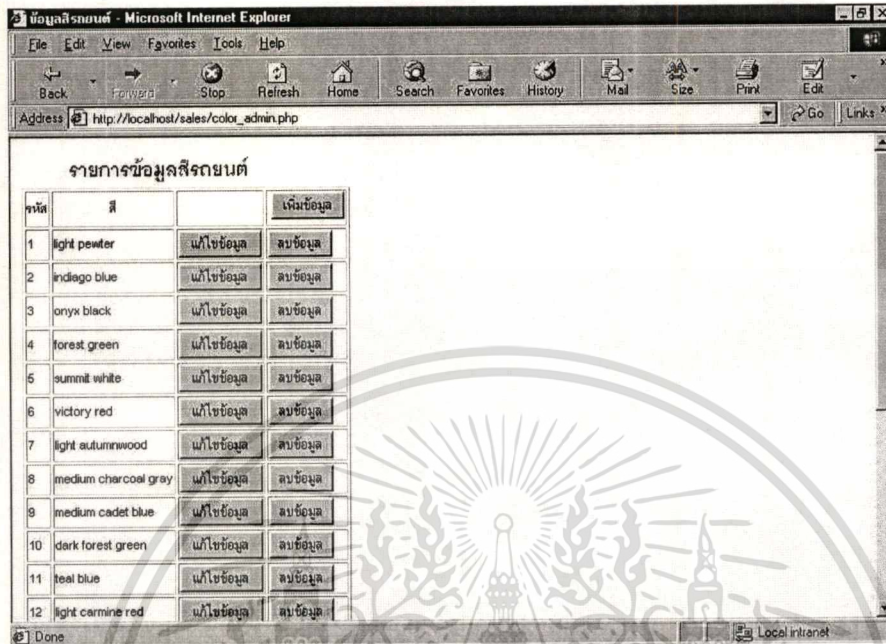 ข้อมูลสีรถยนต์ - Microsoft Internet Explorer
File Edit View Favorites Tools Help
Back Forward Stop Refresh Home Search Favorites History Mail Size Print Edit
Address http://localhost/sales/color_admin.php Go Links
รายการข้อมูลสีรถยนต์
รหัส สี เพิ่มข้อมูล
1 light pewter แก้ไขข้อมูล ลบข้อมูล
2 indiago blue แก้ไขข้อมูล ลบข้อมูล
3 onyx black แก้ไขข้อมูล ลบข้อมูล
4 forest green แก้ไขข้อมูล ลบข้อมูล
5 summit white แก้ไขข้อมูล ลบข้อมูล
6 victory red แก้ไขข้อมูล ลบข้อมูล
7 light autumnwood แก้ไขข้อมูล ลบข้อมูล
8 medium charcoal gray แก้ไขข้อมูล ลบข้อมูล
9 medium cadet blue แก้ไขข้อมูล ลบข้อมูล
10 dark forest green แก้ไขข้อมูล ลบข้อมูล
11 teal blue แก้ไขข้อมูล ลบข้อมูล
12 light carmine red แก้ไขข้อมูล ลบข้อมูล
Done Local intranet